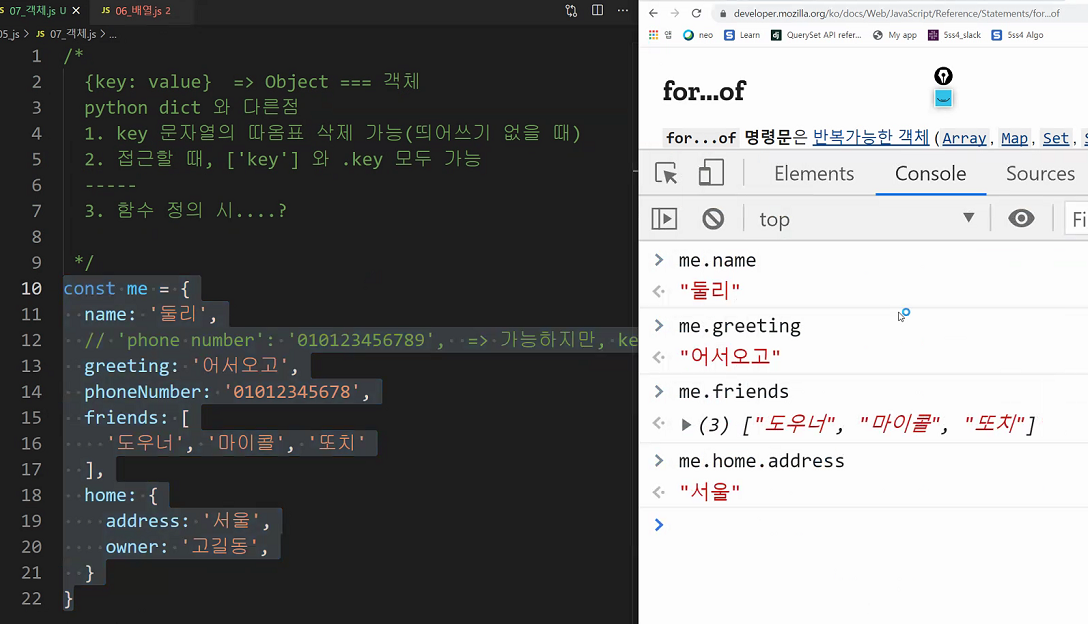 07_객체.js U ×
JS 06_배열.js 2
05_js > JS 07_객체.js > ...
1 /*
2 {key: value} => Object === 객체
3 python dict 와 다른점
4 1. key 문자열의 따옴표 삭제 가능(띄어쓰기 없을 때)
5 2. 접근할 때, ['key'] 와 .key 모두 가능
6 -----
7 3. 함수 정의 시....?
8
9 */
10 const me = {
11 name: '둘리',
12 // 'phone number': '010123456789', => 가능하지만, ke
13 greeting: '어서오고',
14 phoneNumber: '01012345678',
15 friends: [
16 '도우너', '마이콜', '또치'
17 ],
18 home: {
19 address: '서울',
20 owner: '고길동',
21 }
22 }
developer.mozilla.org/ko/docs/Web/JavaScript/Reference/Statements/for...of
앱 neo Learn QuerySet API refer... My app 5ss4_slack 5ss4 Algo
for...of
for...of 명령문은 반복가능한 객체 (Array, Map, Set, S
Elements Console Sources
top Fi
> me.name
"둘리"
> me.greeting
"어서오고"
> me.friends
(3) ["도우너", "마이콜", "또치"]
> me.home.address
"서울"
>